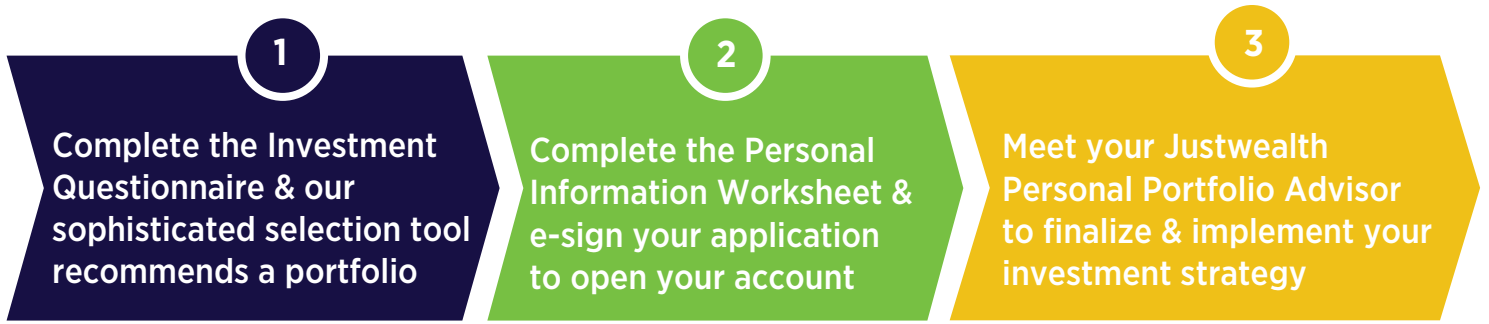 1
Complete the Investment
Questionnaire & our
sophisticated selection tool
recommends a portfolio
2
Complete the Personal
Information Worksheet &
e-sign your application
to open your account
3
Meet your Justwealth
Personal Portfolio Advisor
to finalize & implement your
investment strategy